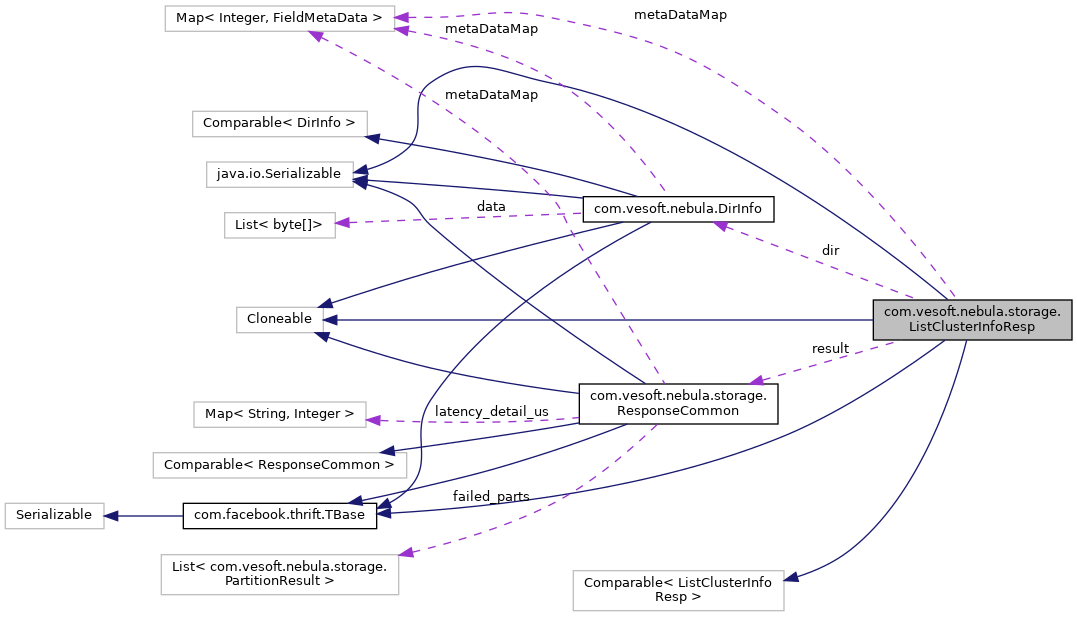 Map< Integer, FieldMetaData >
metaDataMap
metaDataMap
metaDataMap
Comparable< DirInfo >
java.io.Serializable
com.vesoft.nebula.DirInfo
data
List< byte[]>
dir
Cloneable
com.vesoft.nebula.storage.
ListClusterInfoResp
result
com.vesoft.nebula.storage.
ResponseCommon
Map< String, Integer >
latency_detail_us
Comparable< ResponseCommon >
failed_parts
Serializable
com.facebook.thrift.TBase
List< com.vesoft.nebula.storage.
PartitionResult >
Comparable< ListClusterInfo
Resp >